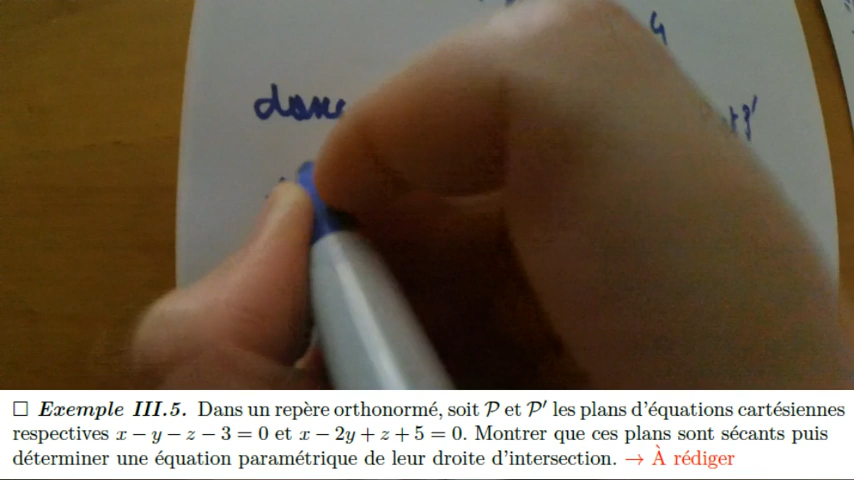 donc
□ Exemple III.5. Dans un repère orthonormé, soit P et P′ les plans d'équations cartésiennes
respectives x − y − z − 3 = 0 et x − 2y + z + 5 = 0. Montrer que ces plans sont sécants puis
déterminer une équation paramétrique de leur droite d'intersection. → À rédiger